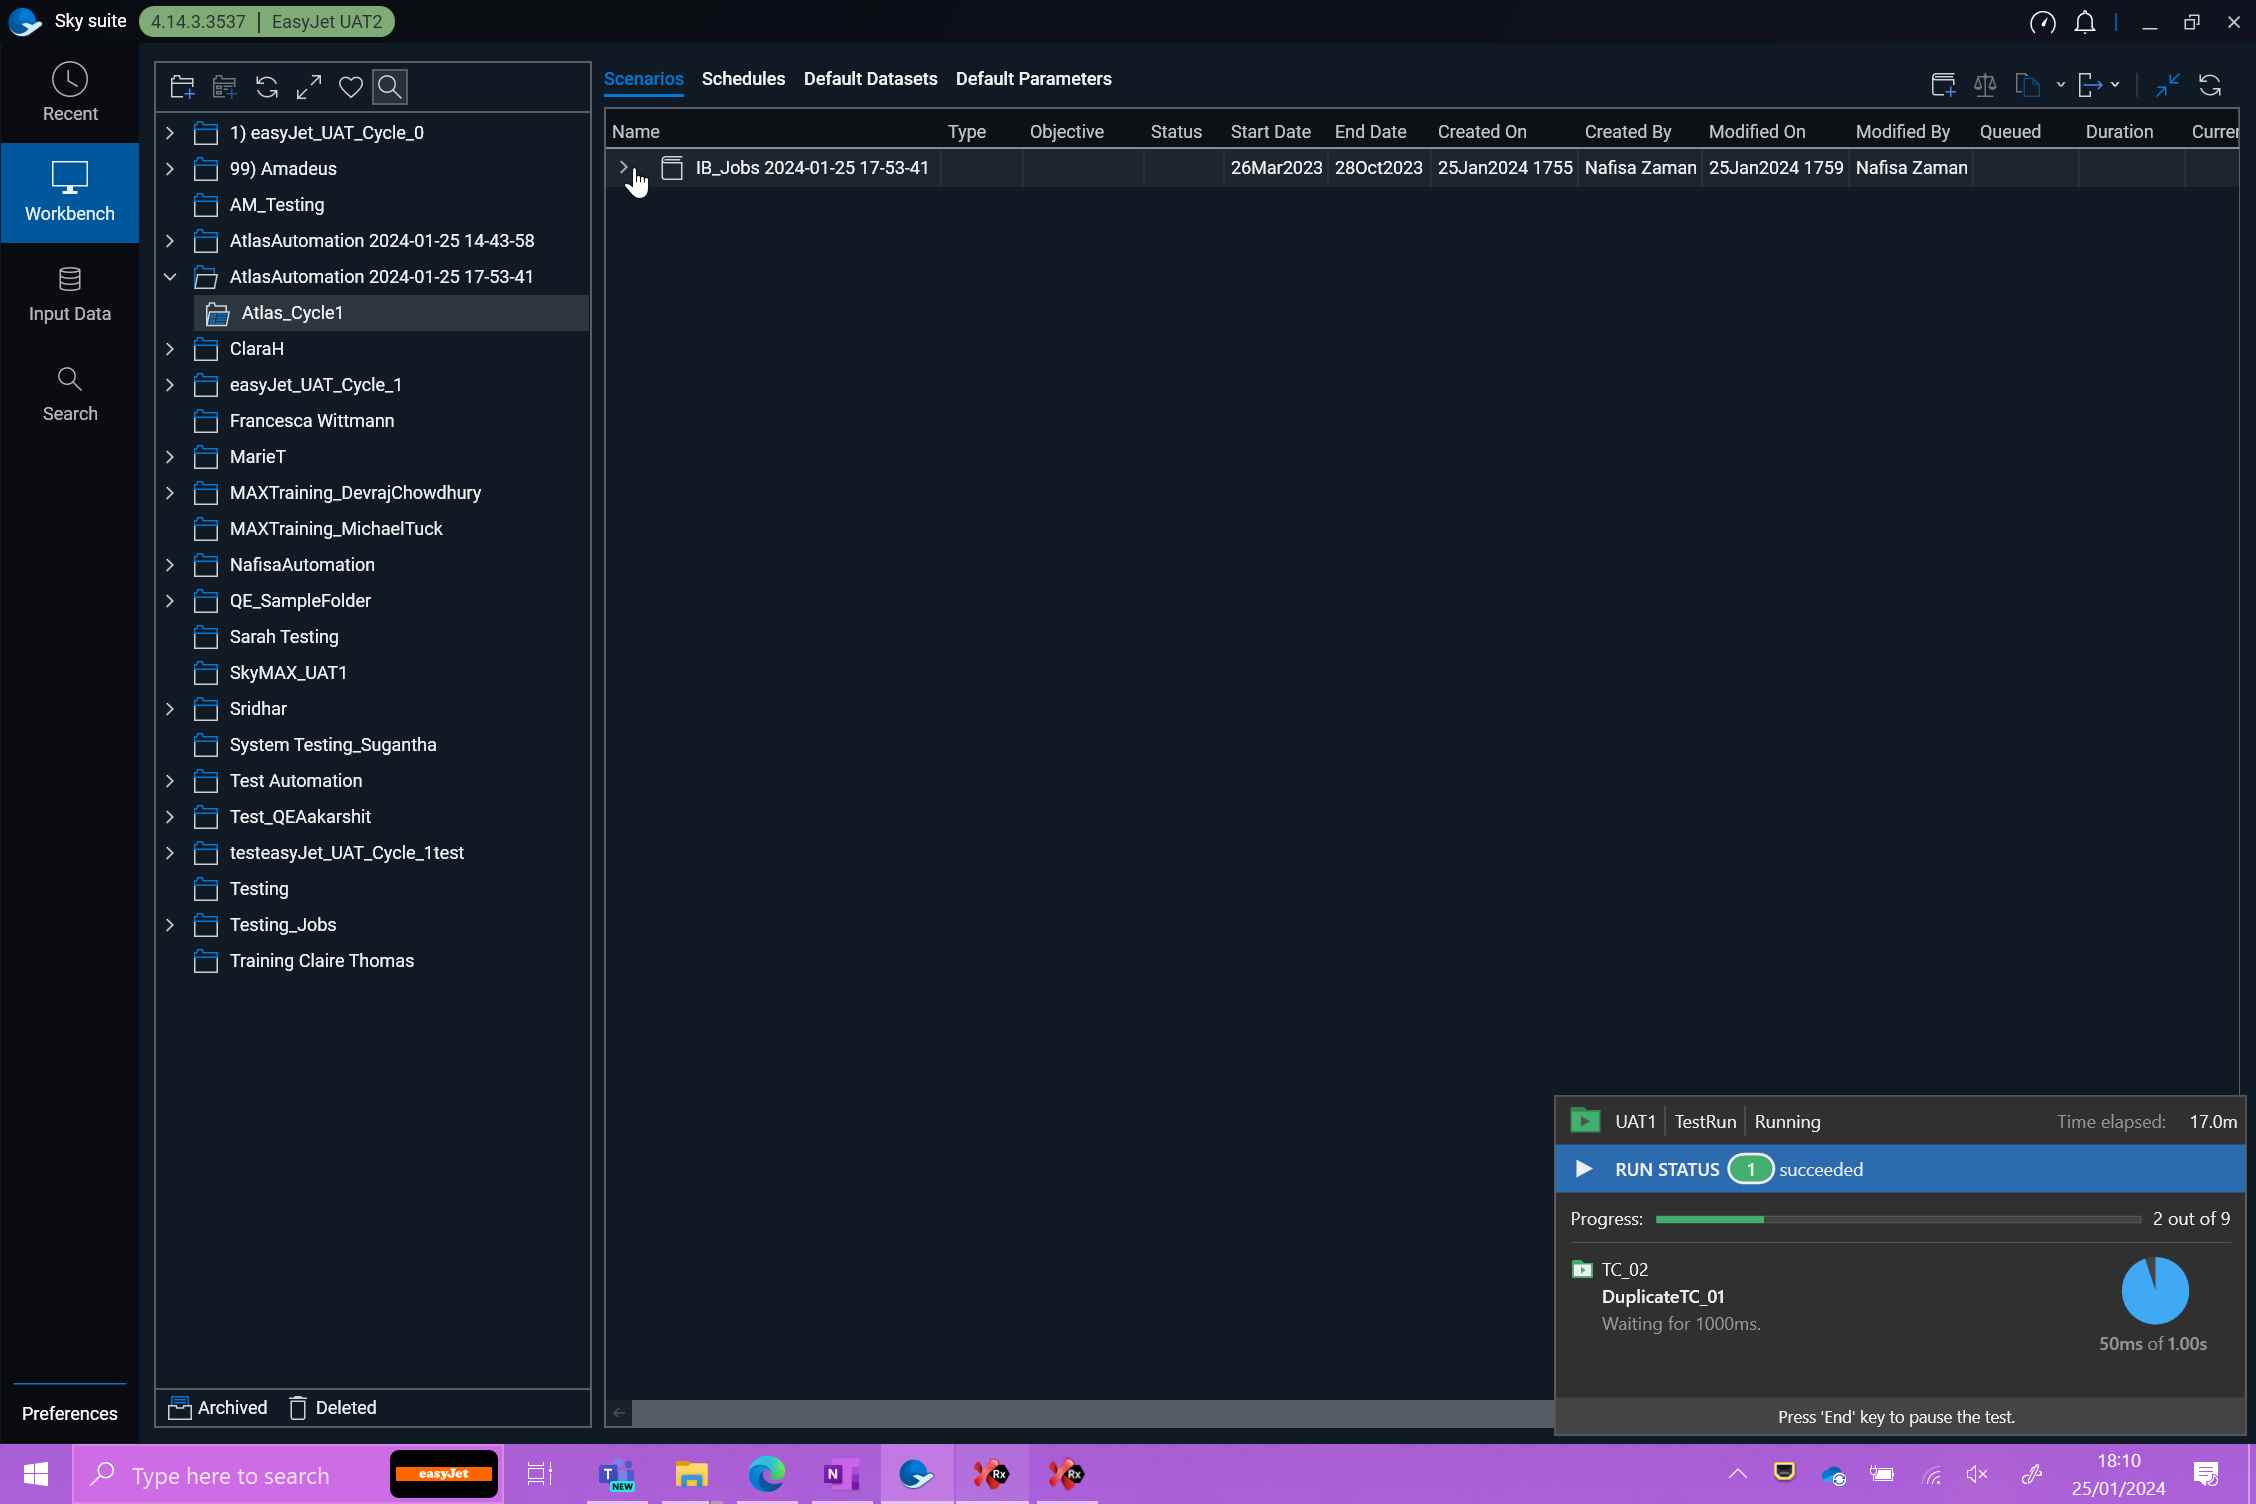 Sky suite 4.14.3.3537 | EasyJet UAT2
Recent
Workbench
Input Data
Search
Preferences
1) easyJet_UAT_Cycle_0
99) Amadeus
AM_Testing
AtlasAutomation 2024-01-25 14-43-58
AtlasAutomation 2024-01-25 17-53-41
Atlas_Cycle1
ClaraH
easyJet_UAT_Cycle_1
Francesca Wittmann
MarieT
MAXTraining_DevrajChowdhury
MAXTraining_MichaelTuck
NafisaAutomation
QE_SampleFolder
Sarah Testing
SkyMAX_UAT1
Sridhar
System Testing_Sugantha
Test Automation
Test_QEAakarshit
testeasyJet_UAT_Cycle_1test
Testing
Testing_Jobs
Training Claire Thomas
Archived Deleted
Scenarios Schedules Default Datasets Default Parameters
Name Type Objective Status Start Date End Date Created On Created By Modified On Modified By Queued Duration Currer
IB_Jobs 2024-01-25 17-53-41 26Mar2023 28Oct2023 25Jan2024 1755 Nafisa Zaman 25Jan2024 1759 Nafisa Zaman
UAT1 | TestRun | Running Time elapsed: 17.0m
RUN STATUS 1 succeeded
Progress: 2 out of 9
TC_02
DuplicateTC_01
Waiting for 1000ms.
50ms of 1.00s
Press 'End' key to pause the test.
Type here to search
easyJet
T
NEW
N
Rx
Rx
18:10
25/01/2024